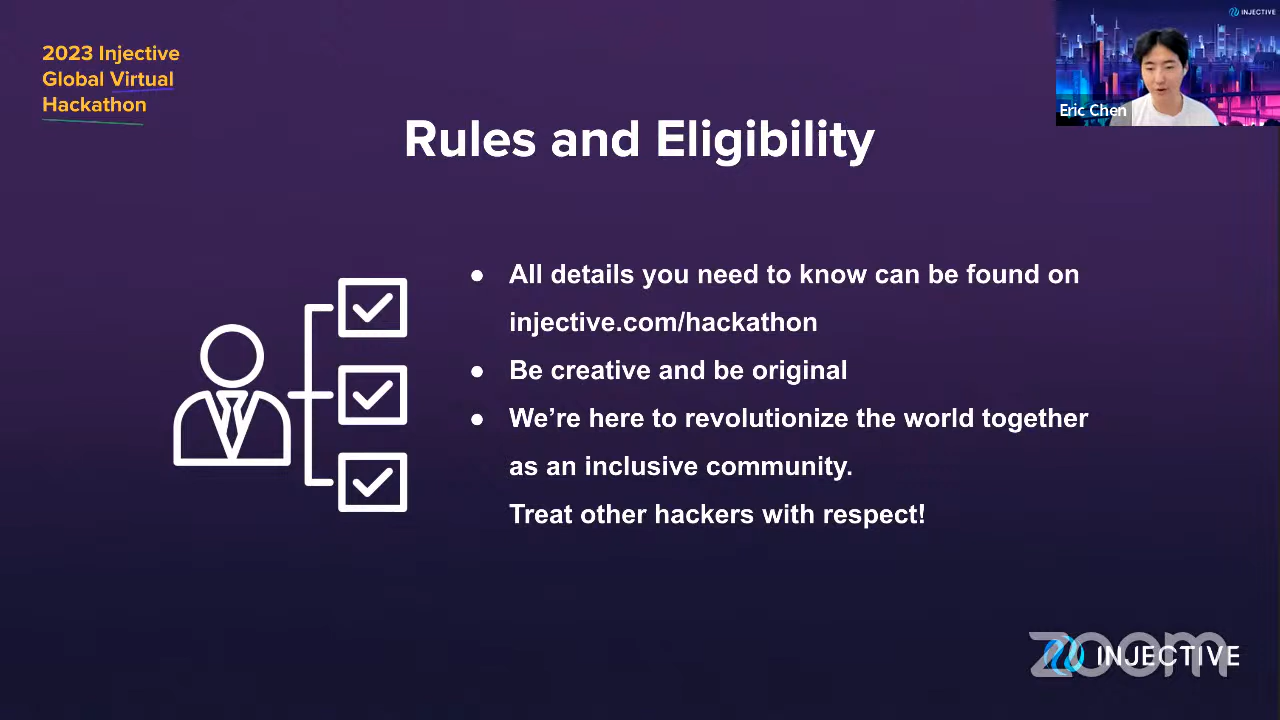 2023 Injective
Global Virtual
Hackathon
INJECTIVE
Eric Chen
Rules and Eligibility
● All details you need to know can be found on
injective.com/hackathon
● Be creative and be original
● We’re here to revolutionize the world together
as an inclusive community.
Treat other hackers with respect!
zoom
INJECTIVE